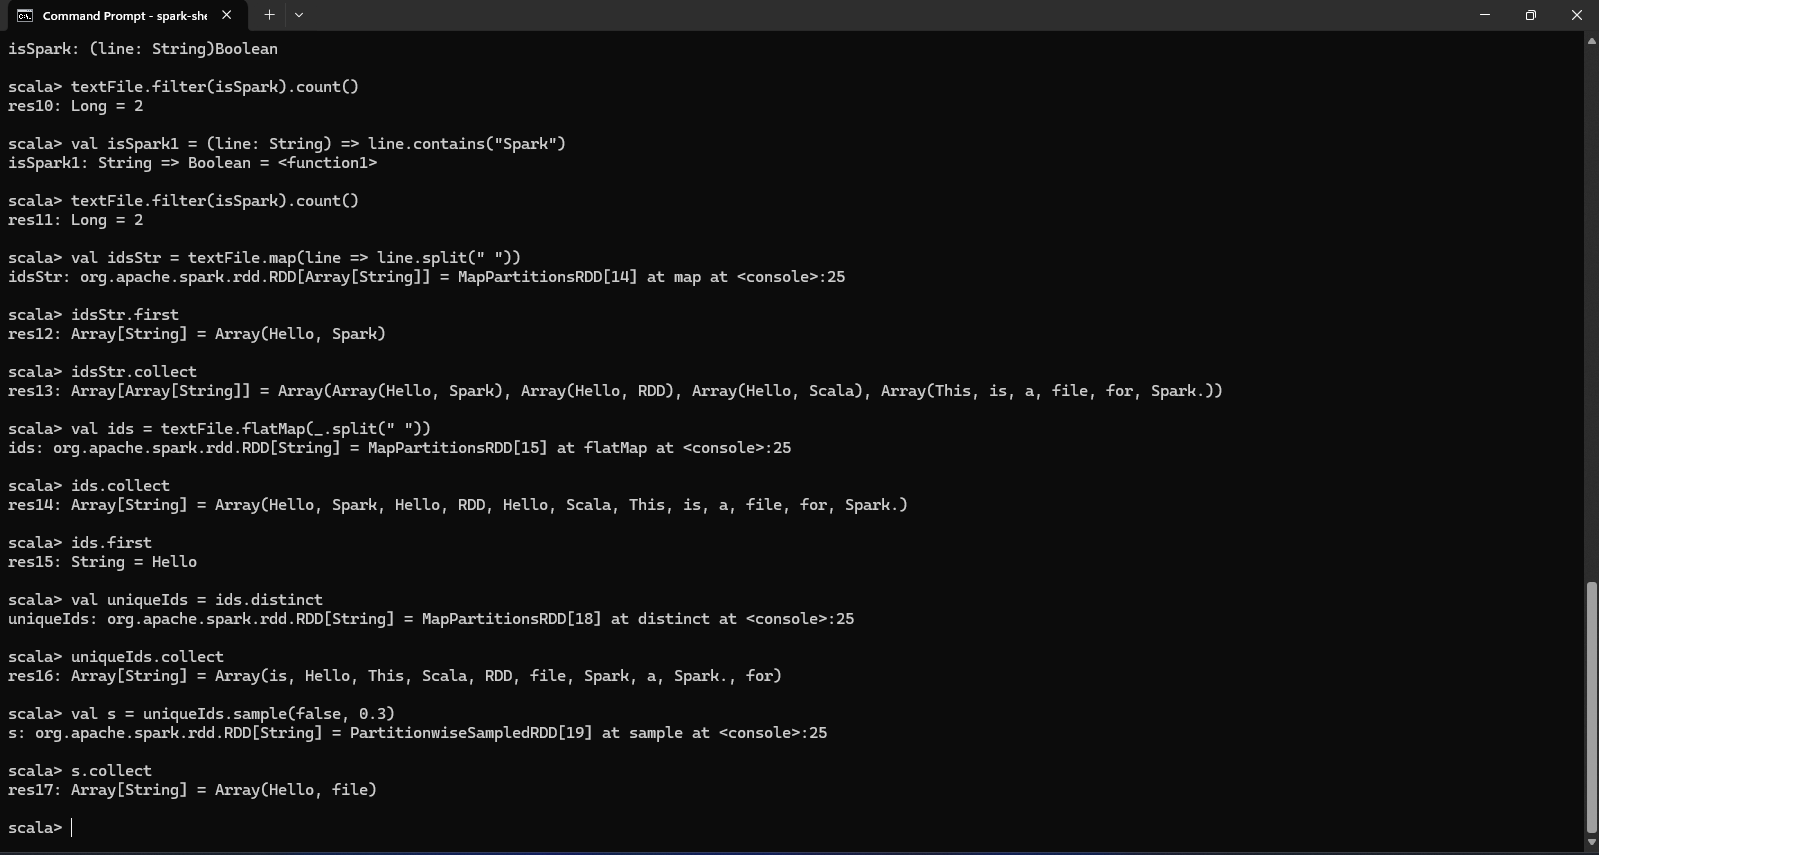 Command Prompt - spark-she
isSpark: (line: String)Boolean
scala> textFile.filter(isSpark).count()
res10: Long = 2
scala> val isSpark1 = (line: String) => line.contains("Spark")
isSpark1: String => Boolean = <function1>
scala> textFile.filter(isSpark).count()
res11: Long = 2
scala> val idsStr = textFile.map(line => line.split(" "))
idsStr: org.apache.spark.rdd.RDD[Array[String]] = MapPartitionsRDD[14] at map at <console>:25
scala> idsStr.first
res12: Array[String] = Array(Hello, Spark)
scala> idsStr.collect
res13: Array[Array[String]] = Array(Array(Hello, Spark), Array(Hello, RDD), Array(Hello, Scala), Array(This, is, a, file, for, Spark.))
scala> val ids = textFile.flatMap(_.split(" "))
ids: org.apache.spark.rdd.RDD[String] = MapPartitionsRDD[15] at flatMap at <console>:25
scala> ids.collect
res14: Array[String] = Array(Hello, Spark, Hello, RDD, Hello, Scala, This, is, a, file, for, Spark.)
scala> ids.first
res15: String = Hello
scala> val uniqueIds = ids.distinct
uniqueIds: org.apache.spark.rdd.RDD[String] = MapPartitionsRDD[18] at distinct at <console>:25
scala> uniqueIds.collect
res16: Array[String] = Array(is, Hello, This, Scala, RDD, file, Spark, a, Spark., for)
scala> val s = uniqueIds.sample(false, 0.3)
s: org.apache.spark.rdd.RDD[String] = PartitionwiseSampledRDD[19] at sample at <console>:25
scala> s.collect
res17: Array[String] = Array(Hello, file)
scala>